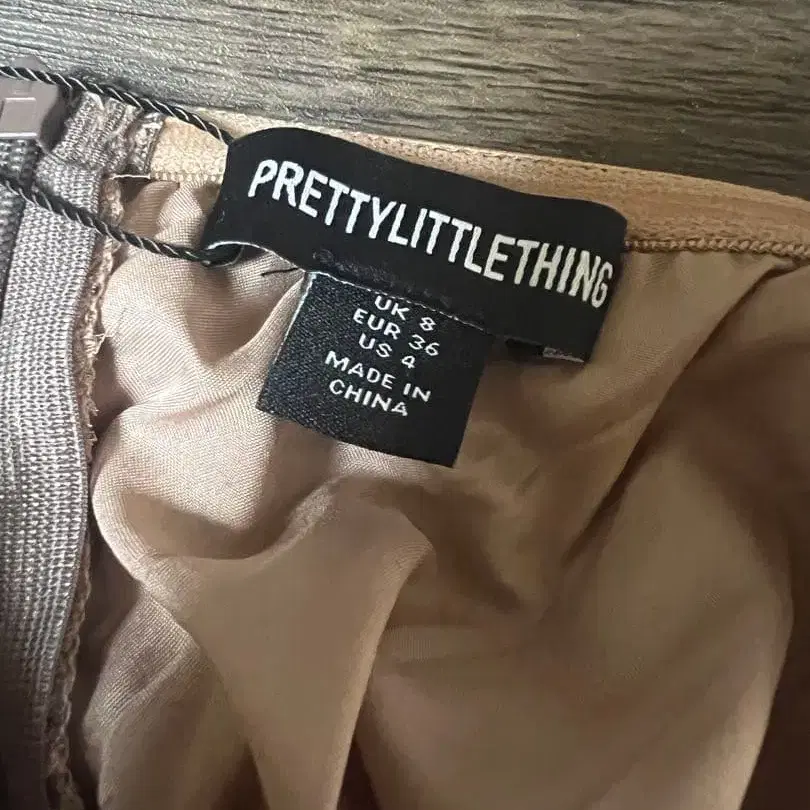 PRETTYLITTLETHING
UK 8
EUR 36
US 4
MADE IN
CHINA